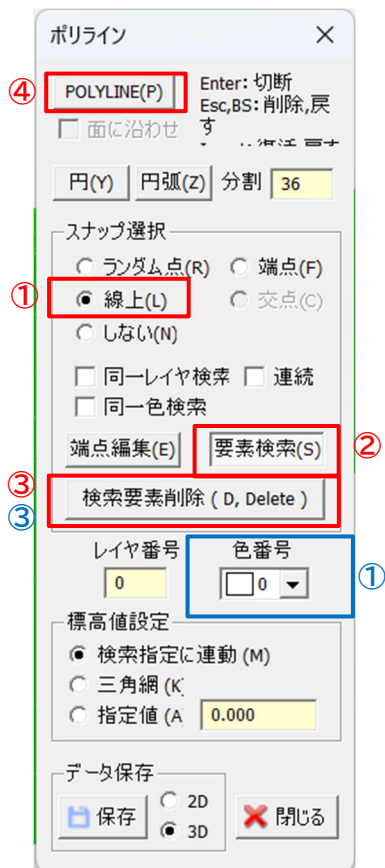 ポリライン
④ POLYLINE(P) Enter: 切断
Esc,BS: 削除,戻
す
面に沿わせ
円(Y) 円弧(Z) 分割 36
スナップ選択
ランダム点(R) 端点(F)
① 線上(L) 交点(C)
しない(N)
同一レイヤ検索 連続
同一色検索
端点編集(E) 要素検索(S) ②
③ 検索要素削除 ( D, Delete )
③
レイヤ番号 色番号
0 0 ①
標高値設定
検索指定に連動 (M)
三角網 (K
指定値 (A 0.000
データ保存
保存 2D
3D 閉じる